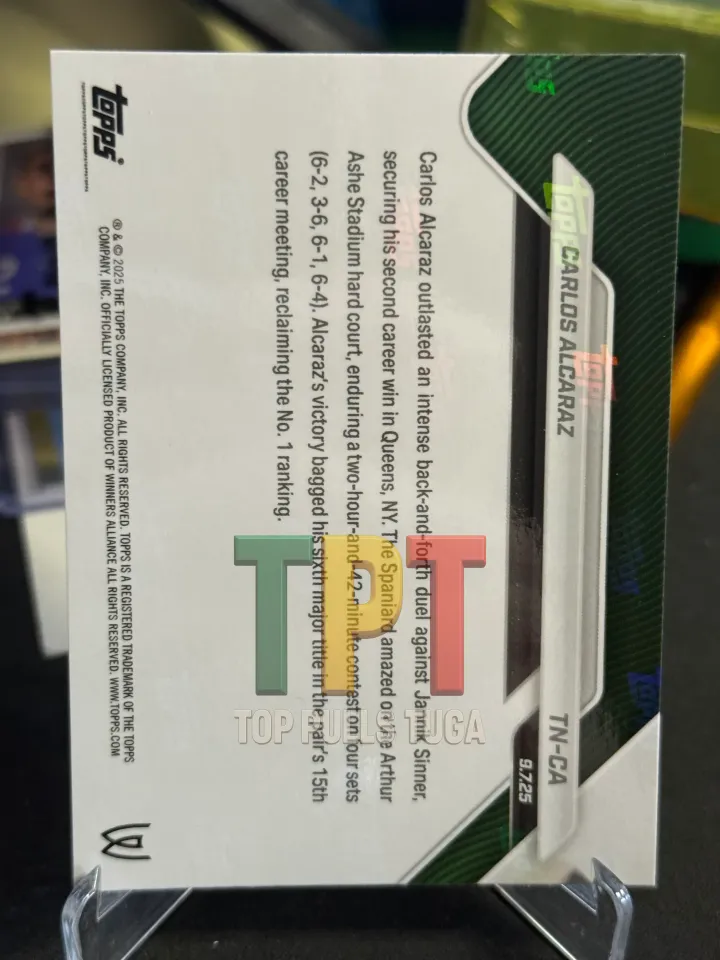 CARLOS ALCARAZ
TN-CA
9.7.25
Carlos Alcaraz outlasted an intense back-and-forth duel against Jannik Sinner,
securing his second career win in Queens, NY. The Spaniard amazed on the Arthur
Ashe Stadium hard court, enduring a two-hour-and-42-minute contest on four sets
(6-2, 3-6, 6-1, 6-4). Alcaraz's victory bagged his sixth major title in the pair's 15th
career meeting, reclaiming the No. 1 ranking.
topps
® & © 2025 THE TOPPS COMPANY, INC. ALL RIGHTS RESERVED. TOPPS IS A REGISTERED TRADEMARK OF THE TOPPS
COMPANY, INC. OFFICIALLY LICENSED PRODUCT OF WINNERS ALLIANCE ALL RIGHTS RESERVED. WWW.TOPPS.COM
TPT
TOP PULLS TUGA